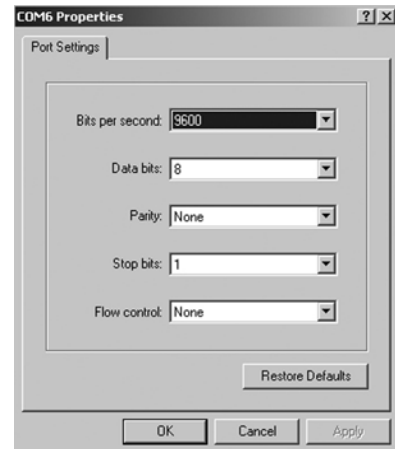 COM6 Properties
Port Settings
Bits per second: 9600
Data bits: 8
Parity: None
Stop bits: 1
Flow control: None
Restore Defaults
OK Cancel Apply